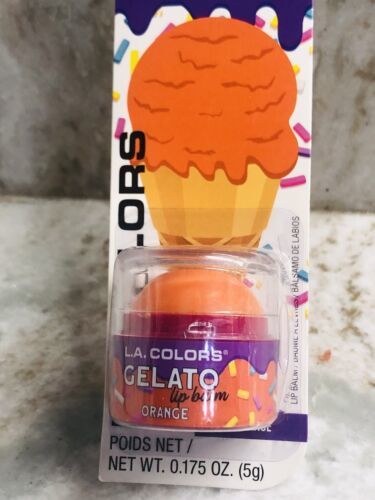 LORS
L.A. COLORS®
GELATO
lip balm
ORANGE
POIDS NET /
NET WT. 0.175 OZ. (5g)
LIP BALM / BAUME À LÈVRES / BÁLSAMO DE LABIOS